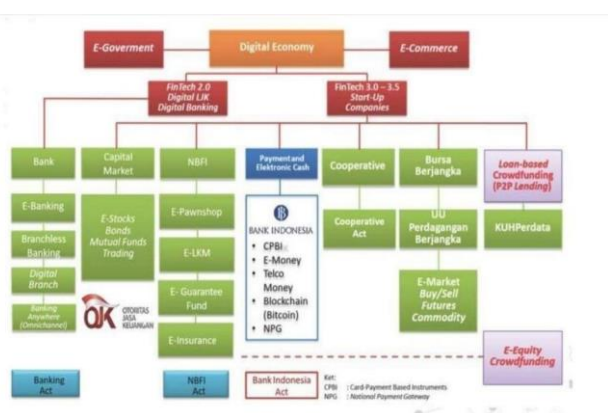 E-Goverment
Digital Economy
E-Commerce
FinTech 2.0
Digital LJK
Digital Banking
FinTech 3.0 – 3.5
Start-Up
Companies
Bank
Capital
Market
NBFI
Payment and
Elektronic Cash
Cooperative
Bursa
Berjangka
Loan-based
Crowdfunding
(P2P Lending)
E-Banking
Branchless
Banking
Digital
Branch
Banking
Anywhere
(Omnichannel)
E-Stocks
Bonds
Mutual Funds
Trading
OJK
OTORITAS
JASA
KEUANGAN
E-Pawnshop
E-LKM
E- Guarantee
Fund
E-Insurance
BANK INDONESIA
• CPBI
• E-Money
• Telco
Money
• Blockchain
(Bitcoin)
• NPG
Cooperative
Act
UU
Perdagangan
Berjangka
E-Market
Buy/Sell
Futures
Commodity
KUHPerdata
E-Equity
Crowdfunding
Banking
Act
NBFI
Act
Bank Indonesia
Act
Ket:
CPBI : Card-Payment Based Instruments
NPG : National Payment Gateway